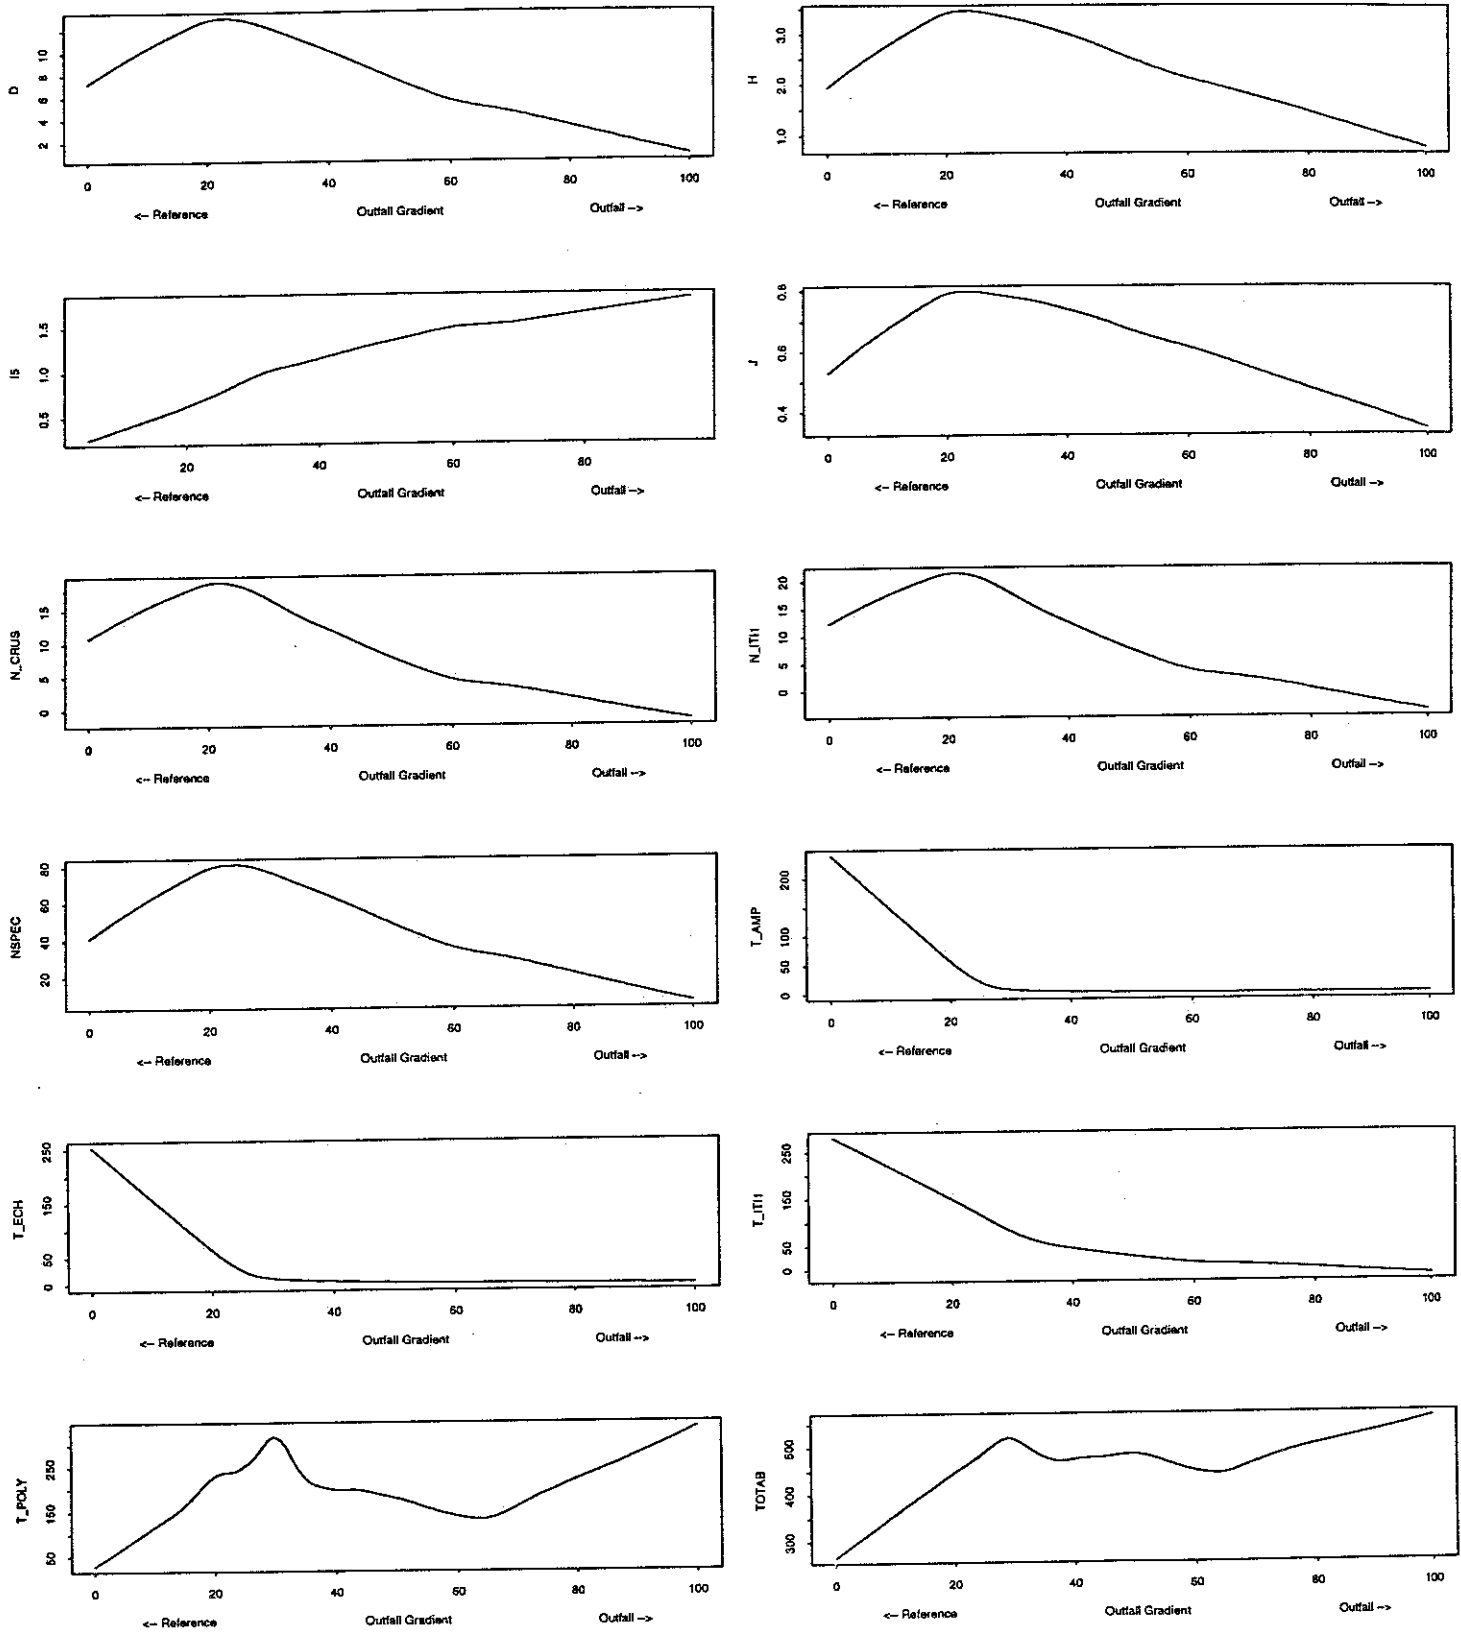 D
10
8
6
4
2
0 20 40 60 80 100
<-- Reference Outfall Gradient Outfall -->
H
3.0
2.0
1.0
0 20 40 60 80 100
<-- Reference Outfall Gradient Outfall -->
I5
1.5
1.0
0.5
20 40 60 80
<-- Reference Outfall Gradient Outfall -->
J
0.8
0.6
0.4
0 20 40 60 80 100
<-- Reference Outfall Gradient Outfall -->
N_CRUS
15
10
5
0
0 20 40 60 80 100
<-- Reference Outfall Gradient Outfall -->
N_ITI1
20
15
10
5
0
0 20 40 60 80 100
<-- Reference Outfall Gradient Outfall -->
NSPEC
80
60
40
20
0 20 40 60 80 100
<-- Reference Outfall Gradient Outfall -->
T_AMP
200
100
50
0
0 20 40 60 80 100
<-- Reference Outfall Gradient Outfall -->
T_ECH
250
150
50
0
0 20 40 60 80 100
<-- Reference Outfall Gradient Outfall -->
T_ITI1
250
150
50
0
0 20 40 60 80 100
<-- Reference Outfall Gradient Outfall -->
T_POLY
250
150
50
0 20 40 60 80 100
<-- Reference Outfall Gradient Outfall -->
TOTAB
500
400
300
0 20 40 60 80 100
<-- Reference Outfall Gradient Outfall -->